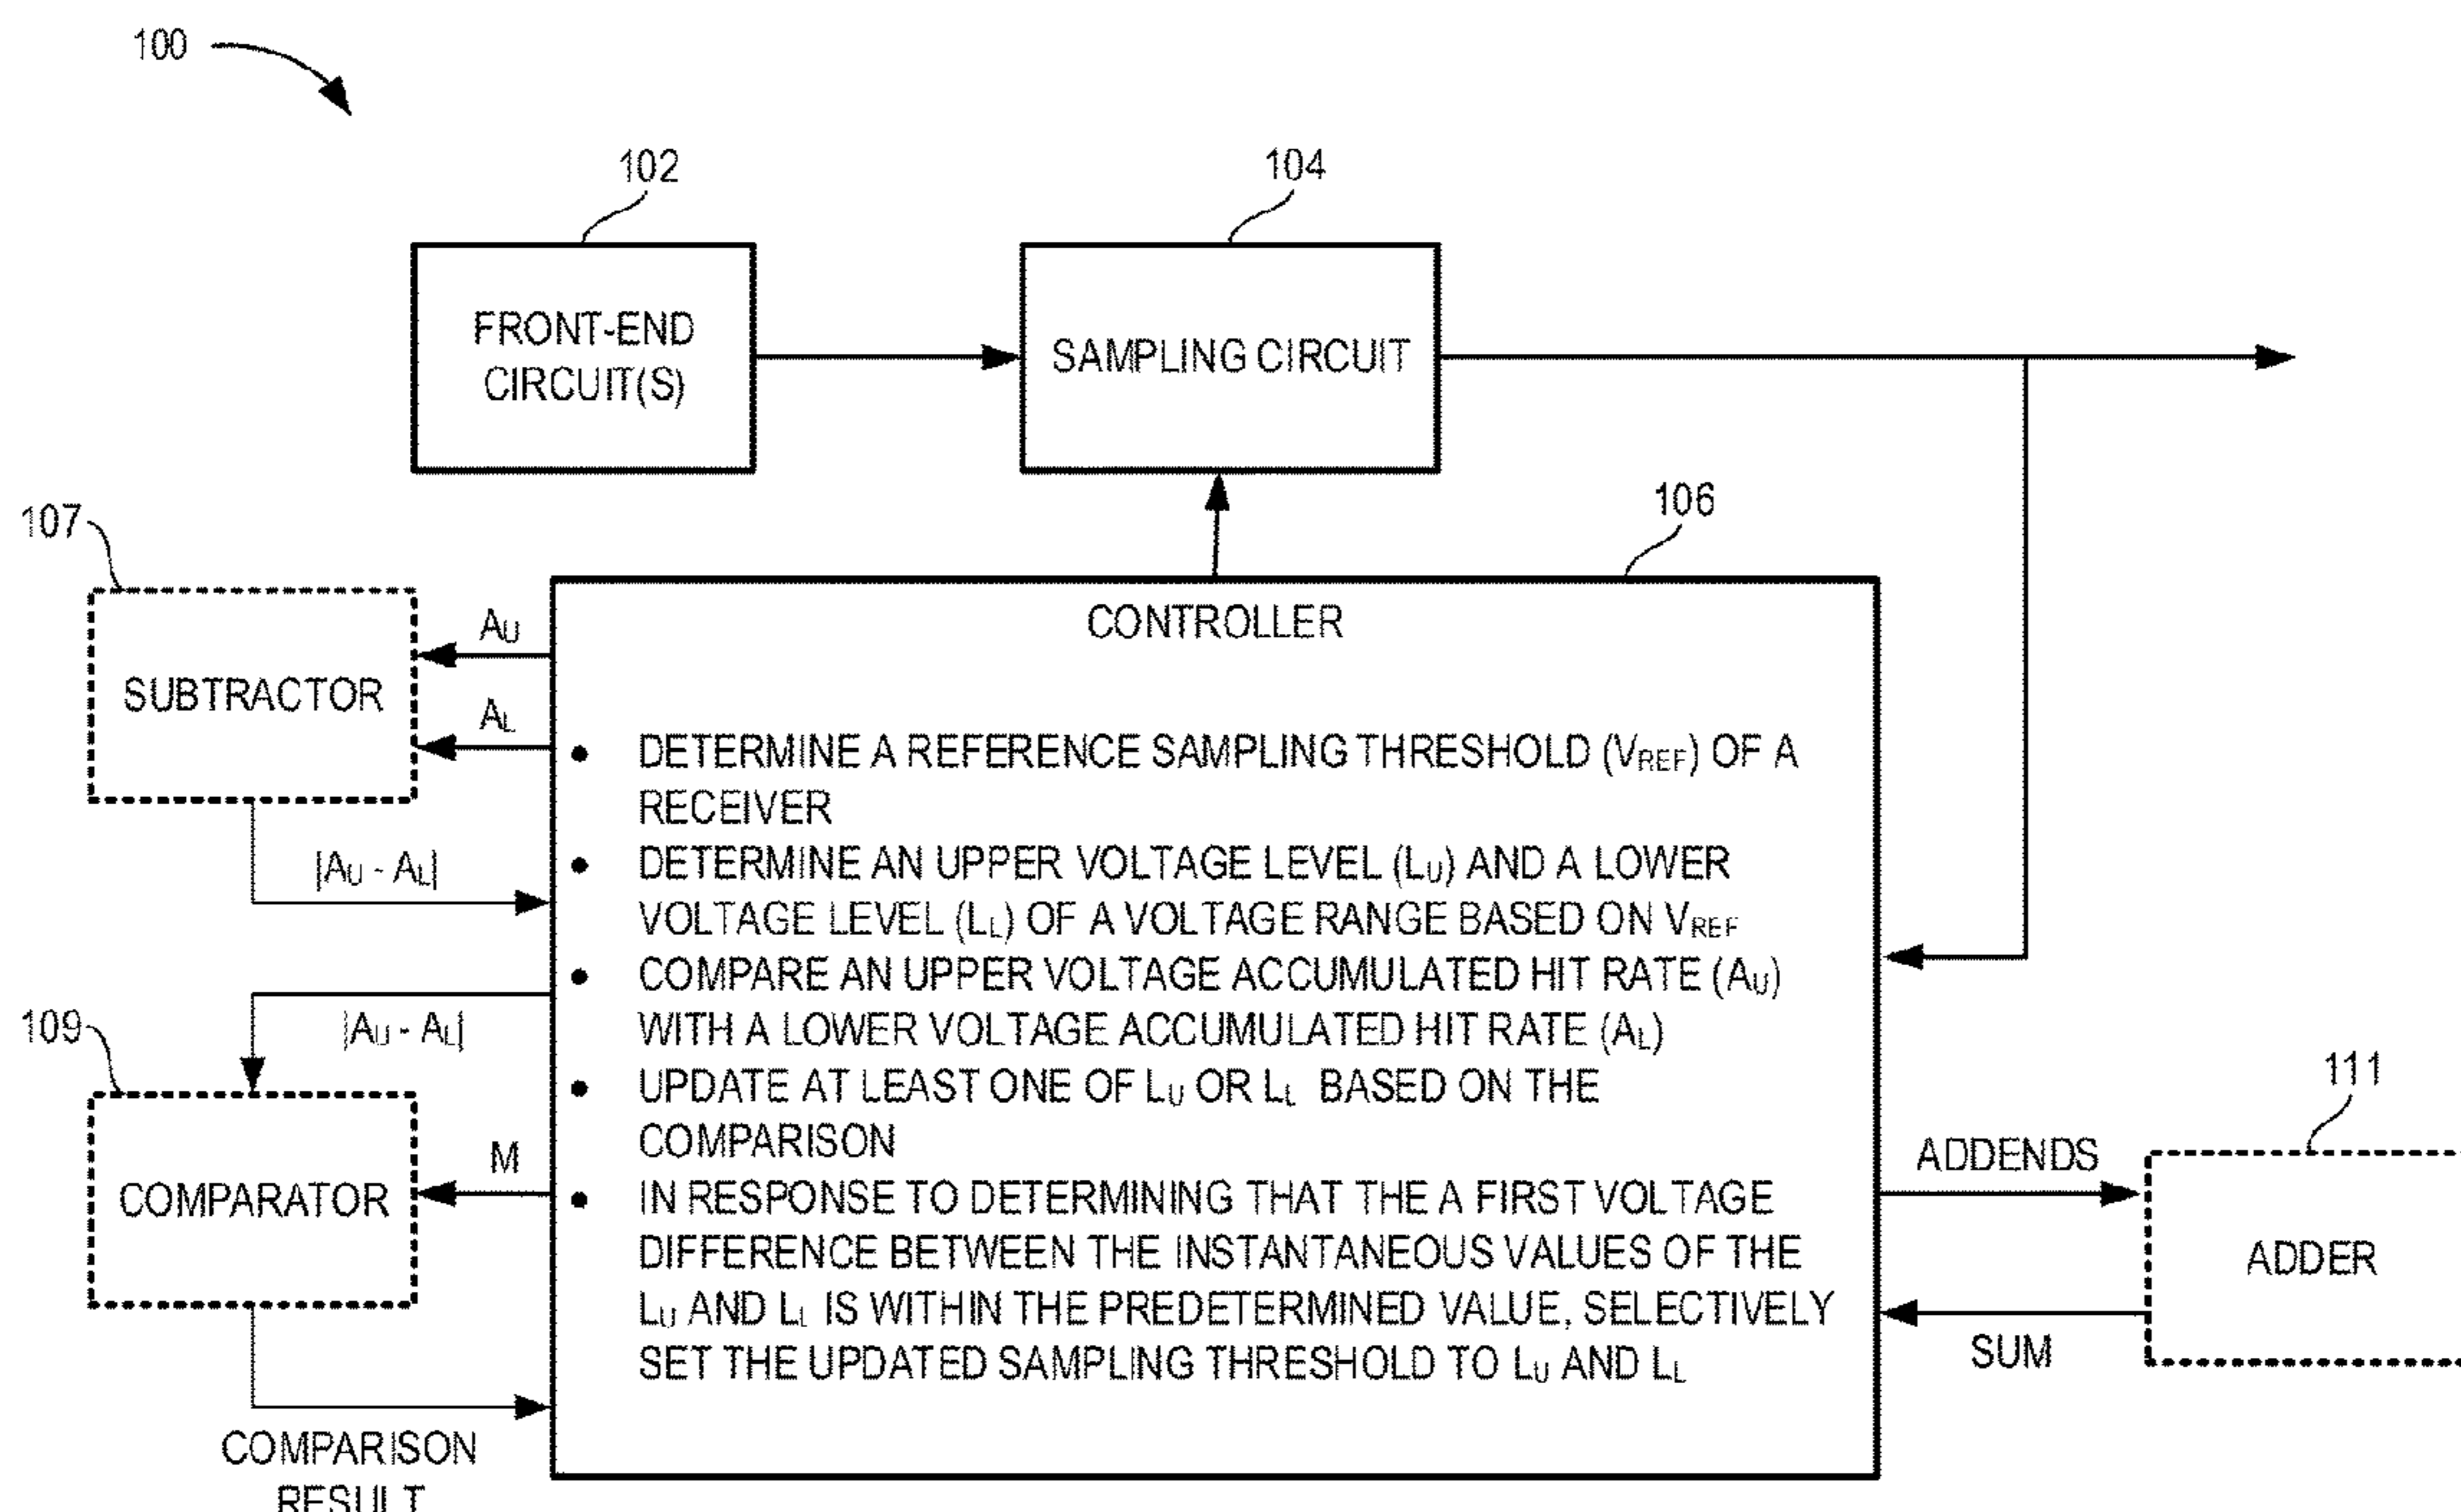 100
102
104
FRONT-END
CIRCUIT(S)
SAMPLING CIRCUIT
106
107
CONTROLLER
AU
SUBTRACTOR
AL
|AU - AL|
• DETERMINE A REFERENCE SAMPLING THRESHOLD (VREF) OF A
RECEIVER
• DETERMINE AN UPPER VOLTAGE LEVEL (LU) AND A LOWER
VOLTAGE LEVEL (LL) OF A VOLTAGE RANGE BASED ON VREF
• COMPARE AN UPPER VOLTAGE ACCUMULATED HIT RATE (AU)
WITH A LOWER VOLTAGE ACCUMULATED HIT RATE (AL)
• UPDATE AT LEAST ONE OF LU OR LL BASED ON THE
COMPARISON
• IN RESPONSE TO DETERMINING THAT THE A FIRST VOLTAGE
DIFFERENCE BETWEEN THE INSTANTANEOUS VALUES OF THE
LU AND LL IS WITHIN THE PREDETERMINED VALUE, SELECTIVELY
SET THE UPDATED SAMPLING THRESHOLD TO LU AND LL
109
|AU - AL|
M
COMPARATOR
COMPARISON
RESULT
111
ADDENDS
ADDER
SUM